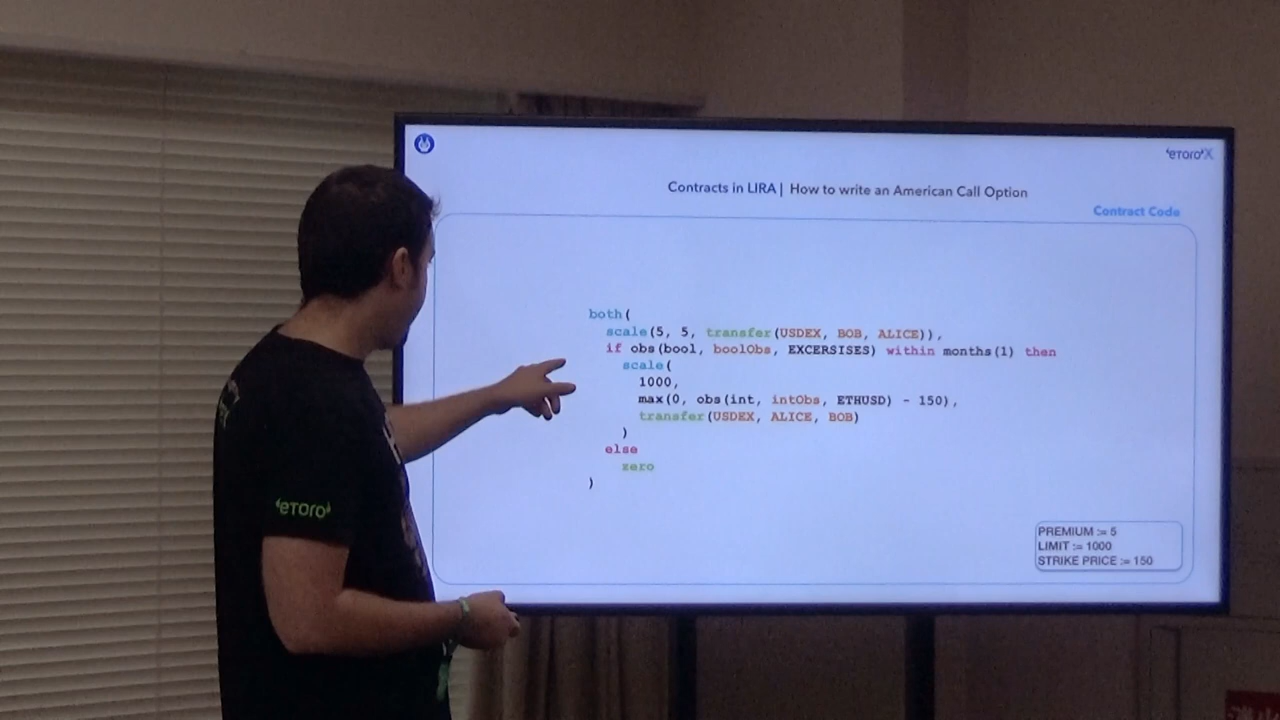 'eTORO'X
Contracts in LIRA | How to write an American Call Option
Contract Code
both(
scale(5, 5, transfer(USDEX, BOB, ALICE)),
if obs(bool, boolObs, EXCERSISES) within months(1) then
scale(
1000,
max(0, obs(int, intObs, ETHUSD) - 150),
transfer(USDEX, ALICE, BOB)
)
else
zero
)
PREMIUM := 5
LIMIT := 1000
STRIKE PRICE := 150
'eTORO'